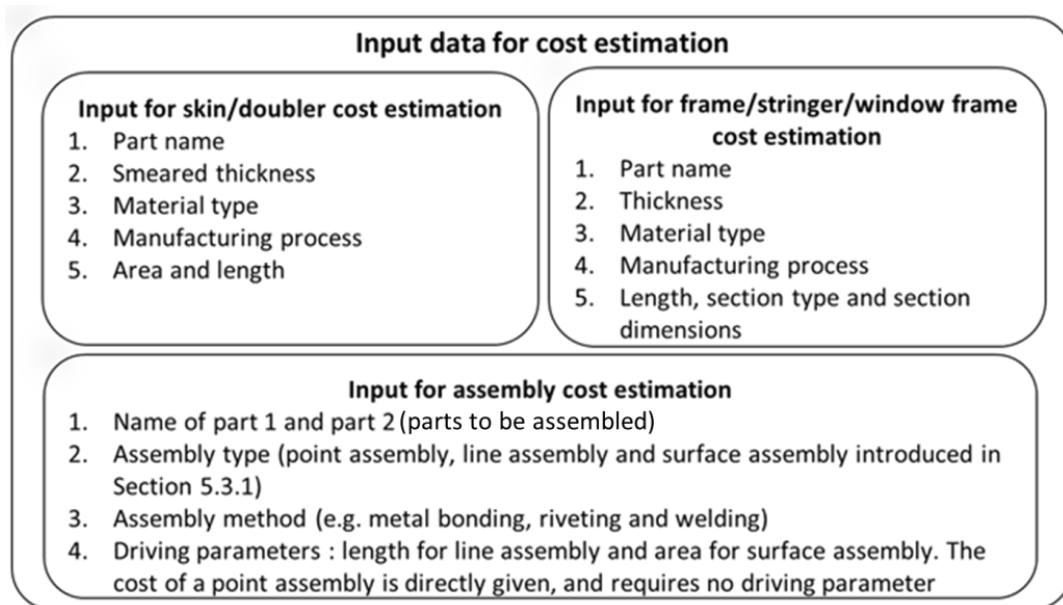 Input data for cost estimation
Input for skin/doubler cost estimation
1. Part name
2. Smeared thickness
3. Material type
4. Manufacturing process
5. Area and length
Input for frame/stringer/window frame
cost estimation
1. Part name
2. Thickness
3. Material type
4. Manufacturing process
5. Length, section type and section
dimensions
Input for assembly cost estimation
1. Name of part 1 and part 2 (parts to be assembled)
2. Assembly type (point assembly, line assembly and surface assembly introduced in
Section 5.3.1)
3. Assembly method (e.g. metal bonding, riveting and welding)
4. Driving parameters : length for line assembly and area for surface assembly. The
cost of a point assembly is directly given, and requires no driving parameter